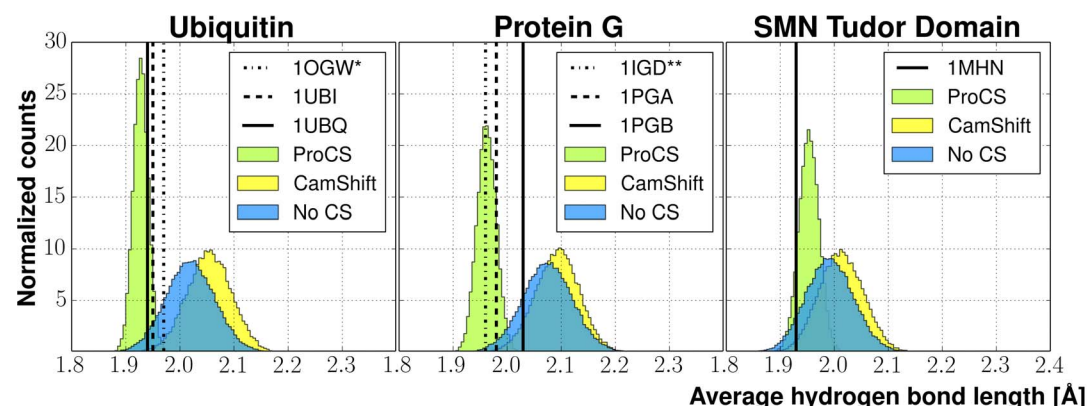 Ubiquitin
Protein G
SMN Tudor Domain
Normalized counts
30
25
20
15
10
5
1OGW*
1UBI
1UBQ
ProCS
CamShift
No CS
1IGD**
1PGA
1PGB
ProCS
CamShift
No CS
1MHN
ProCS
CamShift
No CS
1.8 1.9 2.0 2.1 2.2 2.3 1.8 1.9 2.0 2.1 2.2 2.3 1.8 1.9 2.0 2.1 2.2 2.3 2.4
Average hydrogen bond length [Å]